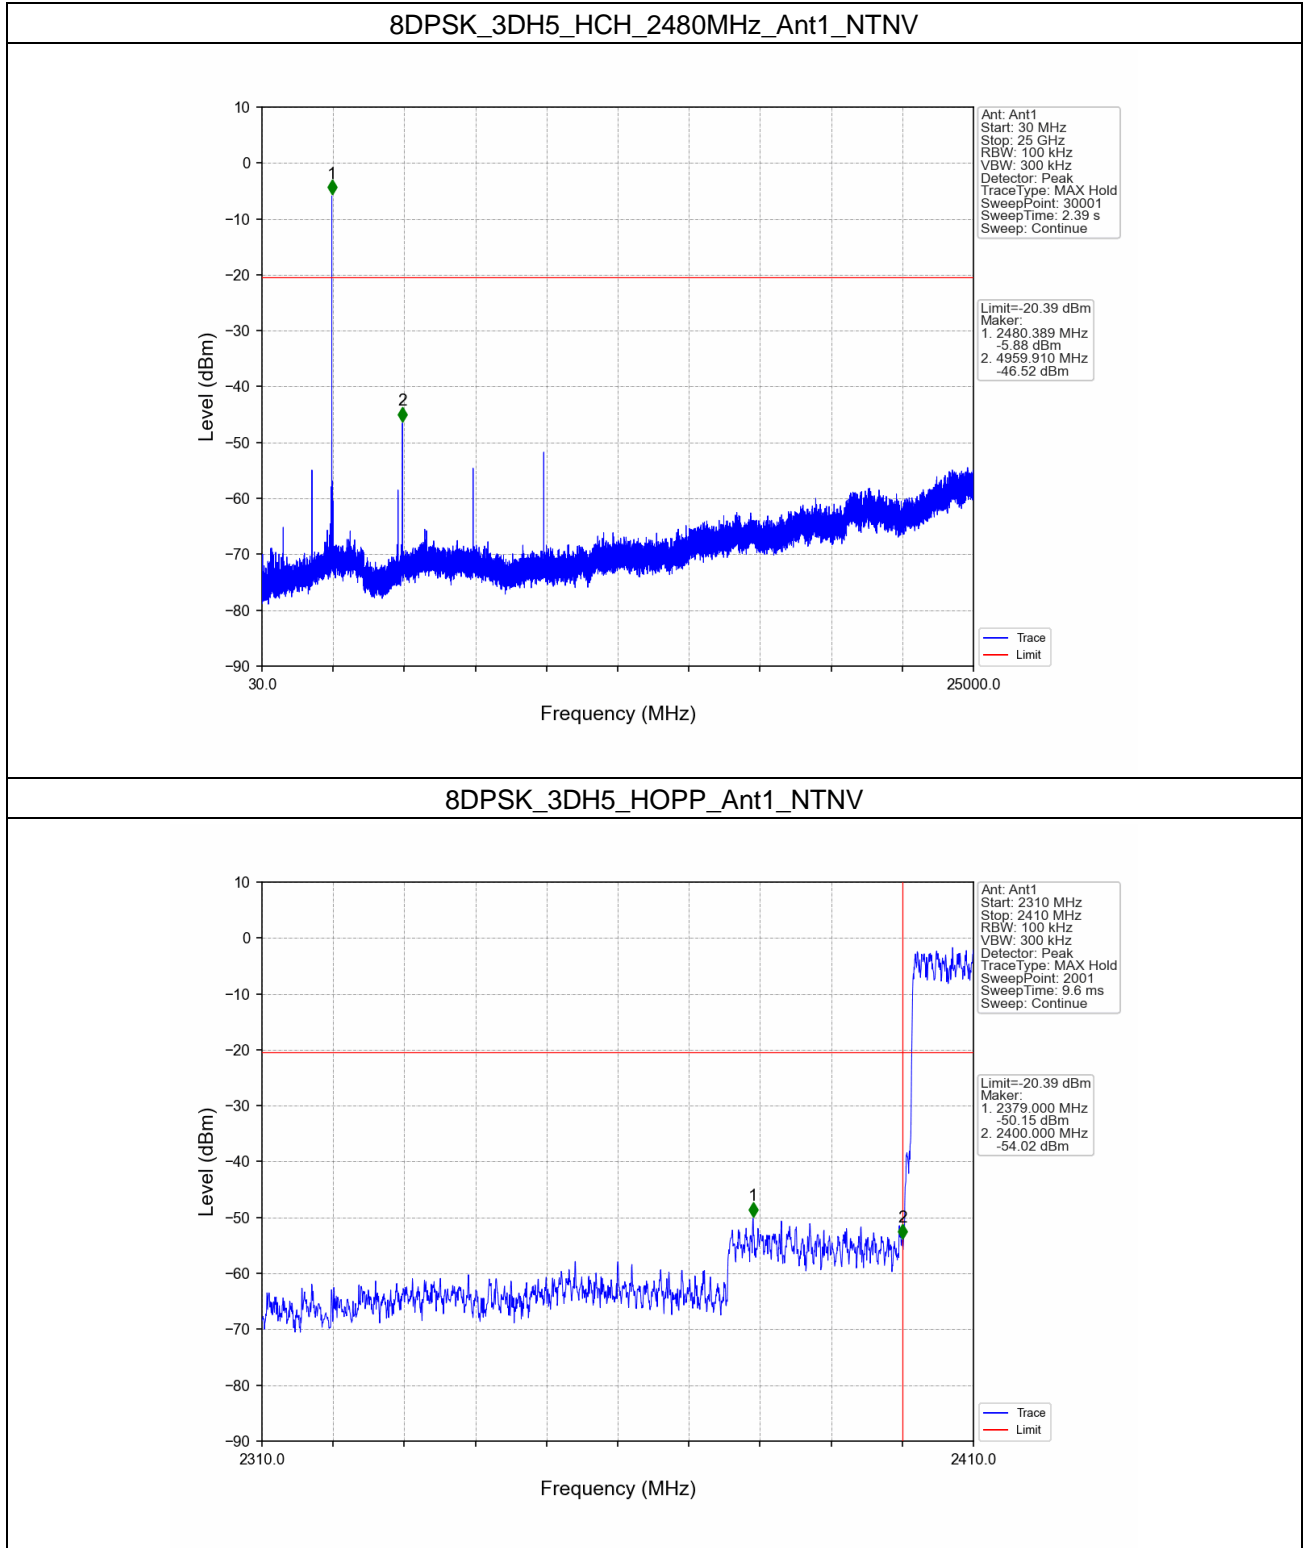 8DPSK_3DH5_HCH_2480MHz_Ant1_NTNV
10
0
−10
−20
−30
−40
−50
−60
−70
−80
−90
Level (dBm)
1
2
30.0
25000.0
Frequency (MHz)
Ant: Ant1
Start: 30 MHz
Stop: 25 GHz
RBW: 100 kHz
VBW: 300 kHz
Detector: Peak
TraceType: MAX Hold
SweepPoint: 30001
SweepTime: 2.39 s
Sweep: Continue
Limit=-20.39 dBm
Maker:
1. 2480.389 MHz
-5.88 dBm
2. 4959.910 MHz
-46.52 dBm
Trace
Limit
8DPSK_3DH5_HOPP_Ant1_NTNV
10
0
−10
−20
−30
−40
−50
−60
−70
−80
−90
Level (dBm)
1
2
2310.0
2410.0
Frequency (MHz)
Ant: Ant1
Start: 2310 MHz
Stop: 2410 MHz
RBW: 100 kHz
VBW: 300 kHz
Detector: Peak
TraceType: MAX Hold
SweepPoint: 2001
SweepTime: 9.6 ms
Sweep: Continue
Limit=-20.39 dBm
Maker:
1. 2379.000 MHz
-50.15 dBm
2. 2400.000 MHz
-54.02 dBm
Trace
Limit